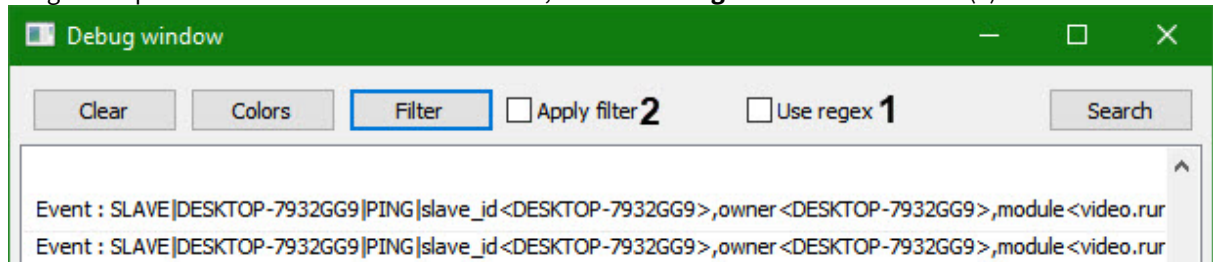 Debug window
Clear Colors Filter Apply filter 2 Use regex 1 Search
Event : SLAVE|DESKTOP-7932GG9|PING|slave_id<DESKTOP-7932GG9>,owner<DESKTOP-7932GG9>,module<video.rur
Event : SLAVE|DESKTOP-7932GG9|PING|slave_id<DESKTOP-7932GG9>,owner<DESKTOP-7932GG9>,module<video.rur